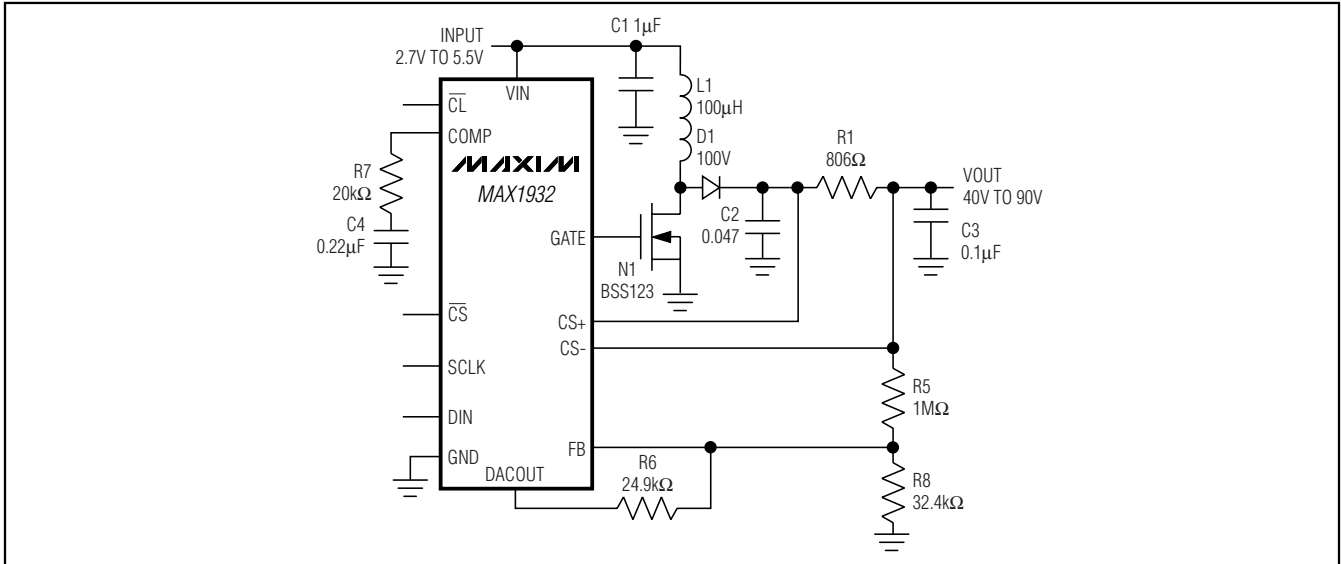 C1 1µF
INPUT
2.7V TO 5.5V
VIN
L1
100µH
CL
COMP
D1
100V
R1
806Ω
MAXIM
MAX1932
R7
20kΩ
VOUT
40V TO 90V
C2
0.047
C4
0.22µF
GATE
C3
0.1µF
N1
BSS123
CS
CS+
CS-
SCLK
R5
1MΩ
DIN
FB
GND
DACOUT
R6
24.9kΩ
R8
32.4kΩ